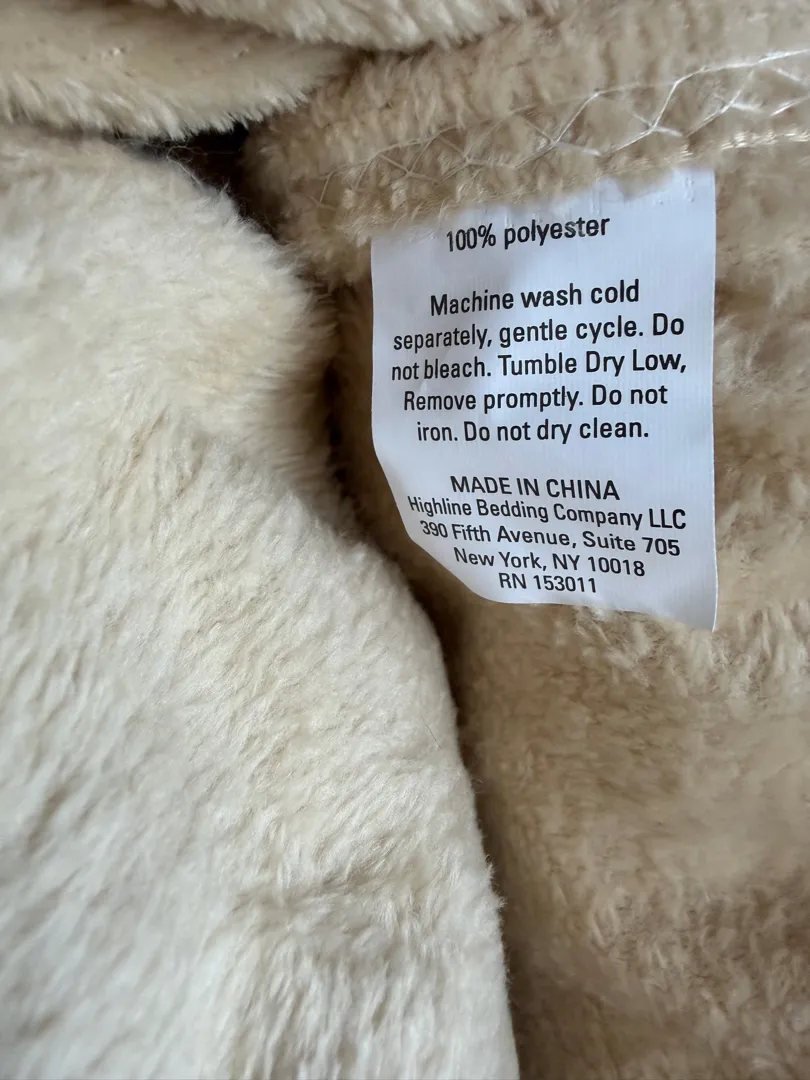 100% polyester
Machine wash cold
separately, gentle cycle. Do
not bleach. Tumble Dry Low,
Remove promptly. Do not
iron. Do not dry clean.
MADE IN CHINA
Highline Bedding Company LLC
390 Fifth Avenue, Suite 705
New York, NY 10018
RN 153011